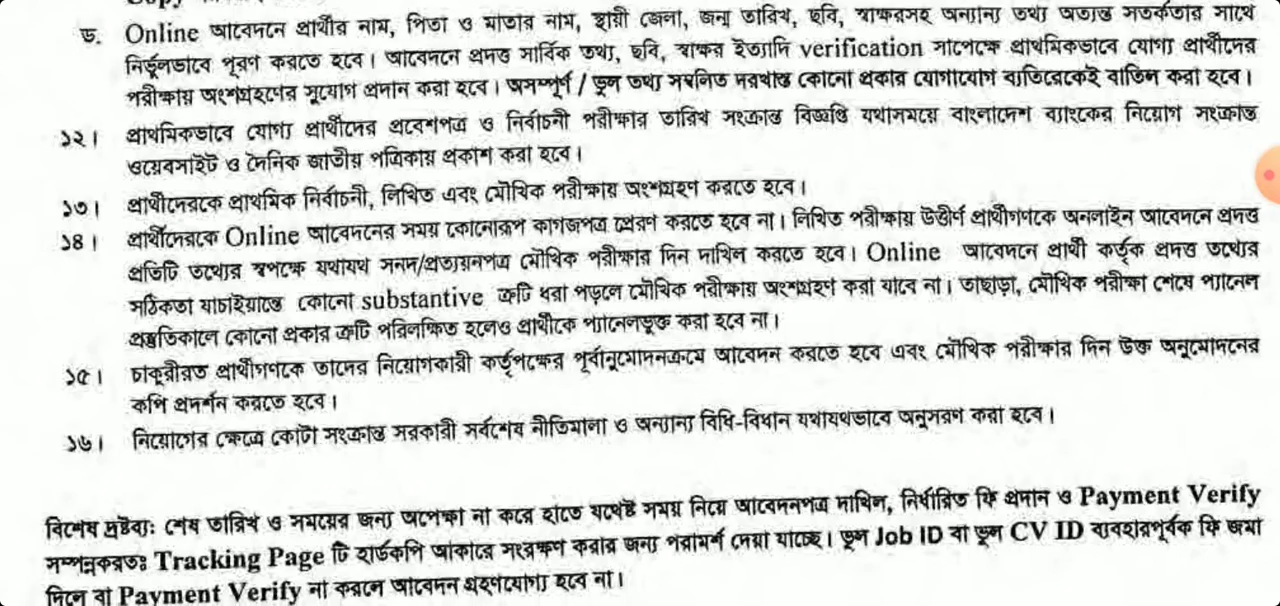 Copy
ড. Online আবেদনে প্রার্থীর নাম, পিতা ও মাতার নাম, স্থায়ী জেলা, জন্ম তারিখ, ছবি, স্বাক্ষরসহ অন্যান্য তথ্য অত্যন্ত সতর্কতার সাথে
নির্ভুলভাবে পূরণ করতে হবে। আবেদনে প্রদত্ত সার্বিক তথ্য, ছবি, স্বাক্ষর ইত্যাদি verification সাপেক্ষে প্রাথমিকভাবে যোগ্য প্রার্থীদের
পরীক্ষায় অংশগ্রহণের সুযোগ প্রদান করা হবে। অসম্পূর্ণ / ভুল তথ্য সম্বলিত দরখাস্ত কোনো প্রকার যোগাযোগ ব্যতিরেকেই বাতিল করা হবে।
১২। প্রাথমিকভাবে যোগ্য প্রার্থীদের প্রবেশপত্র ও নির্বাচনী পরীক্ষার তারিখ সংক্রান্ত বিজ্ঞপ্তি যথাসময়ে বাংলাদেশ ব্যাংকের নিয়োগ সংক্রান্ত
ওয়েবসাইট ও দৈনিক জাতীয় পত্রিকায় প্রকাশ করা হবে।
১৩। প্রার্থীদেরকে প্রাথমিক নির্বাচনী, লিখিত এবং মৌখিক পরীক্ষায় অংশগ্রহণ করতে হবে।
১৪। প্রার্থীদেরকে Online আবেদনের সময় কোনোরূপ কাগজপত্র প্রেরণ করতে হবে না। লিখিত পরীক্ষায় উত্তীর্ণ প্রার্থীগণকে অনলাইন আবেদনে প্রদত্ত
প্রতিটি তথ্যের স্বপক্ষে যথাযথ সনদ/প্রত্যয়নপত্র মৌখিক পরীক্ষার দিন দাখিল করতে হবে। Online আবেদনে প্রার্থী কর্তৃক প্রদত্ত তথ্যের
সঠিকতা যাচাইয়ান্তে কোনো substantive ত্রুটি ধরা পড়লে মৌখিক পরীক্ষায় অংশগ্রহণ করা যাবে না। তাছাড়া, মৌখিক পরীক্ষা শেষে প্যানেল
প্রস্তুতিকালে কোনো প্রকার ত্রুটি পরিলক্ষিত হলেও প্রার্থীকে প্যানেলভুক্ত করা হবে না।
১৫। চাকুরীরত প্রার্থীগণকে তাদের নিয়োগকারী কর্তৃপক্ষের পূর্বানুমোদনক্রমে আবেদন করতে হবে এবং মৌখিক পরীক্ষার দিন উক্ত অনুমোদনের
কপি প্রদর্শন করতে হবে।
১৬। নিয়োগের ক্ষেত্রে কোটা সংক্রান্ত সরকারী সর্বশেষ নীতিমালা ও অন্যান্য বিধি-বিধান যথাযথভাবে অনুসরণ করা হবে।
বিশেষ দ্রষ্টব্য: শেষ তারিখ ও সময়ের জন্য অপেক্ষা না করে হাতে যথেষ্ট সময় নিয়ে আবেদনপত্র দাখিল, নির্ধারিত ফি প্রদান ও Payment Verify
সম্পন্নকরতঃ Tracking Page টি হার্ডকপি আকারে সংরক্ষণ করার জন্য পরামর্শ দেয়া যাচ্ছে। ভুল Job ID বা ভুল CV ID ব্যবহারপূর্বক ফি জমা
দিলে বা Payment Verify না করলে আবেদন গ্রহণযোগ্য হবে না।